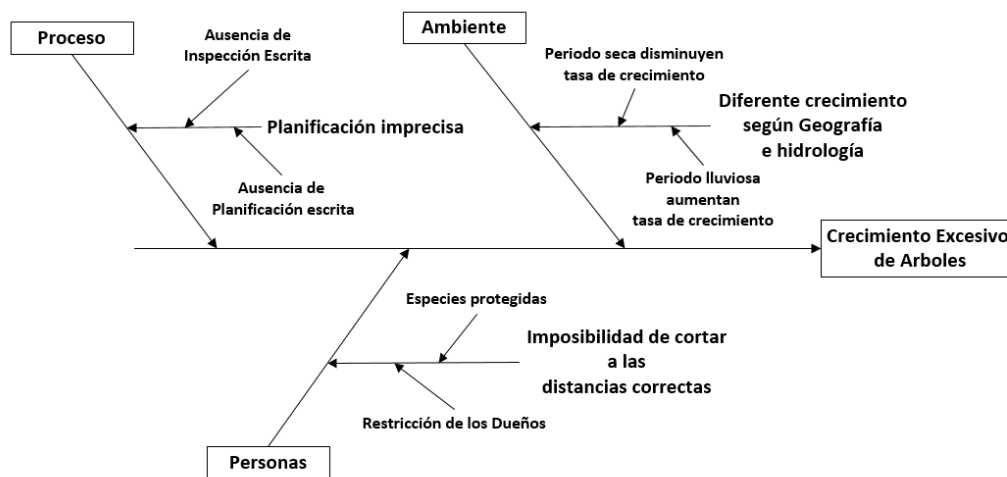 Proceso
Ausencia de
Inspección Escrita
Planificación imprecisa
Ausencia de
Planificación escrita
Ambiente
Periodo seca disminuyen
tasa de crecimiento
Diferente crecimiento
según Geografía
e hidrología
Periodo lluviosa
aumentan
tasa de crecimiento
Crecimiento Excesivo
de Arboles
Especies protegidas
Imposibilidad de cortar
a las
distancias correctas
Restricción de los Dueños
Personas